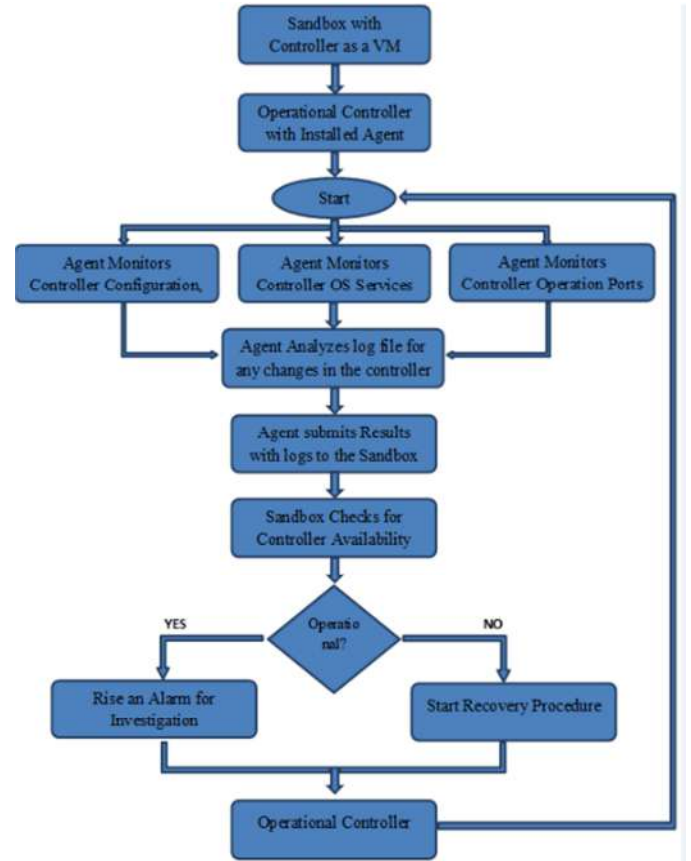 Sandbox with
Controller as a VM
Operational Controller
with Installed Agent
Start
Agent Monitors
Controller Configuration,
Agent Monitors
Controller OS Services
Agent Monitors
Controller Operation Ports
Agent Analyzes log file for
any changes in the controller
Agent submits Results
with logs to the Sandbox
Sandbox Checks for
Controller Availability
Operatio
nal?
YES
NO
Rise an Alarm for
Investigation
Start Recovery Procedure
Operational Controller